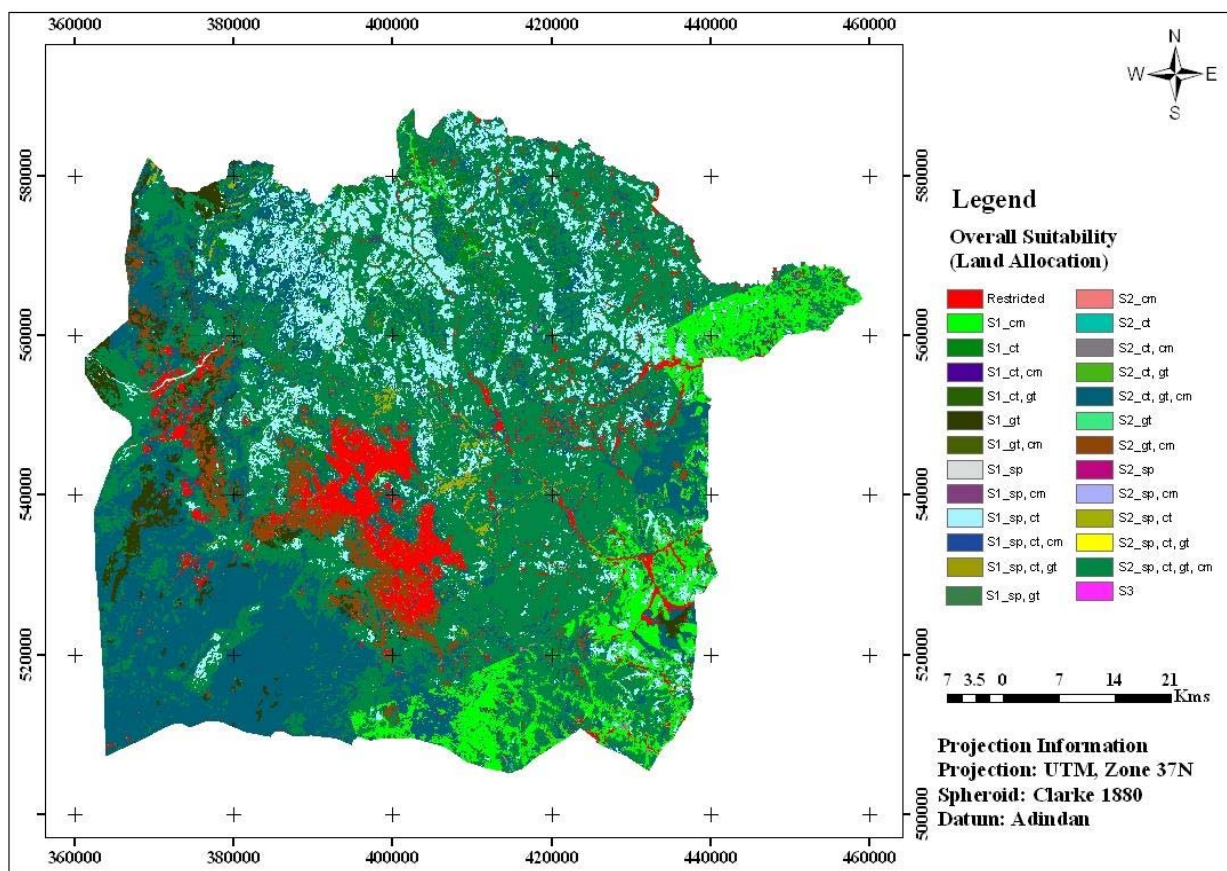 360000 380000 400000 420000 440000 460000
N
W E
S
580000 580000
560000 560000
540000 540000
520000 520000
500000
360000 380000 400000 420000 440000 460000
Legend
Overall Suitability
(Land Allocation)
Restricted
S1_cm
S1_ct
S1_ct, cm
S1_ct, gt
S1_gt
S1_gt, cm
S1_sp
S1_sp, cm
S1_sp, ct
S1_sp, ct, cm
S1_sp, ct, gt
S1_sp, gt
S2_cm
S2_ct
S2_ct, cm
S2_ct, gt
S2_ct, gt, cm
S2_gt
S2_gt, cm
S2_sp
S2_sp, cm
S2_sp, ct
S2_sp, ct, gt
S2_sp, ct, gt, cm
S3
7 3.5 0 7 14 21
Kms
Projection Information
Projection: UTM, Zone 37N
Spheroid: Clarke 1880
Datum: Adindan